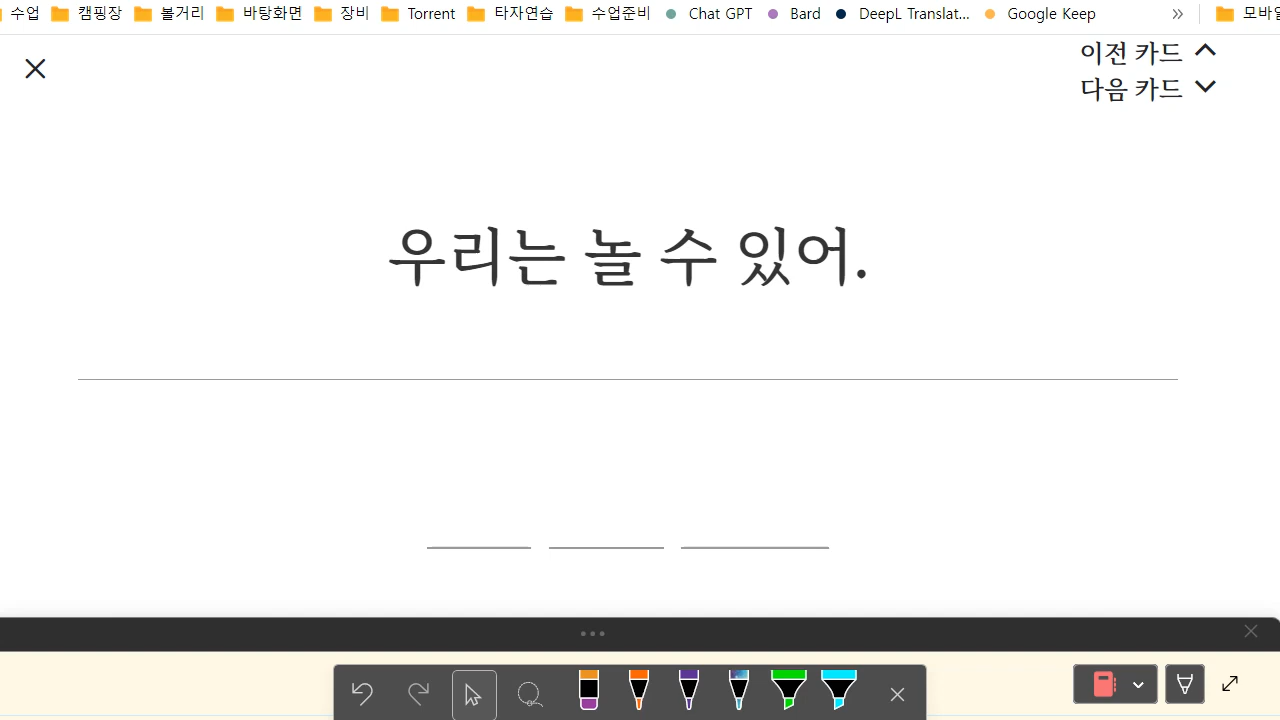 수업 캠핑장 볼거리 바탕화면 장비 Torrent 타자연습 수업준비 Chat GPT Bard DeepL Translat... Google Keep » 모바일
이전 카드
다음 카드
우리는 놀 수 있어.